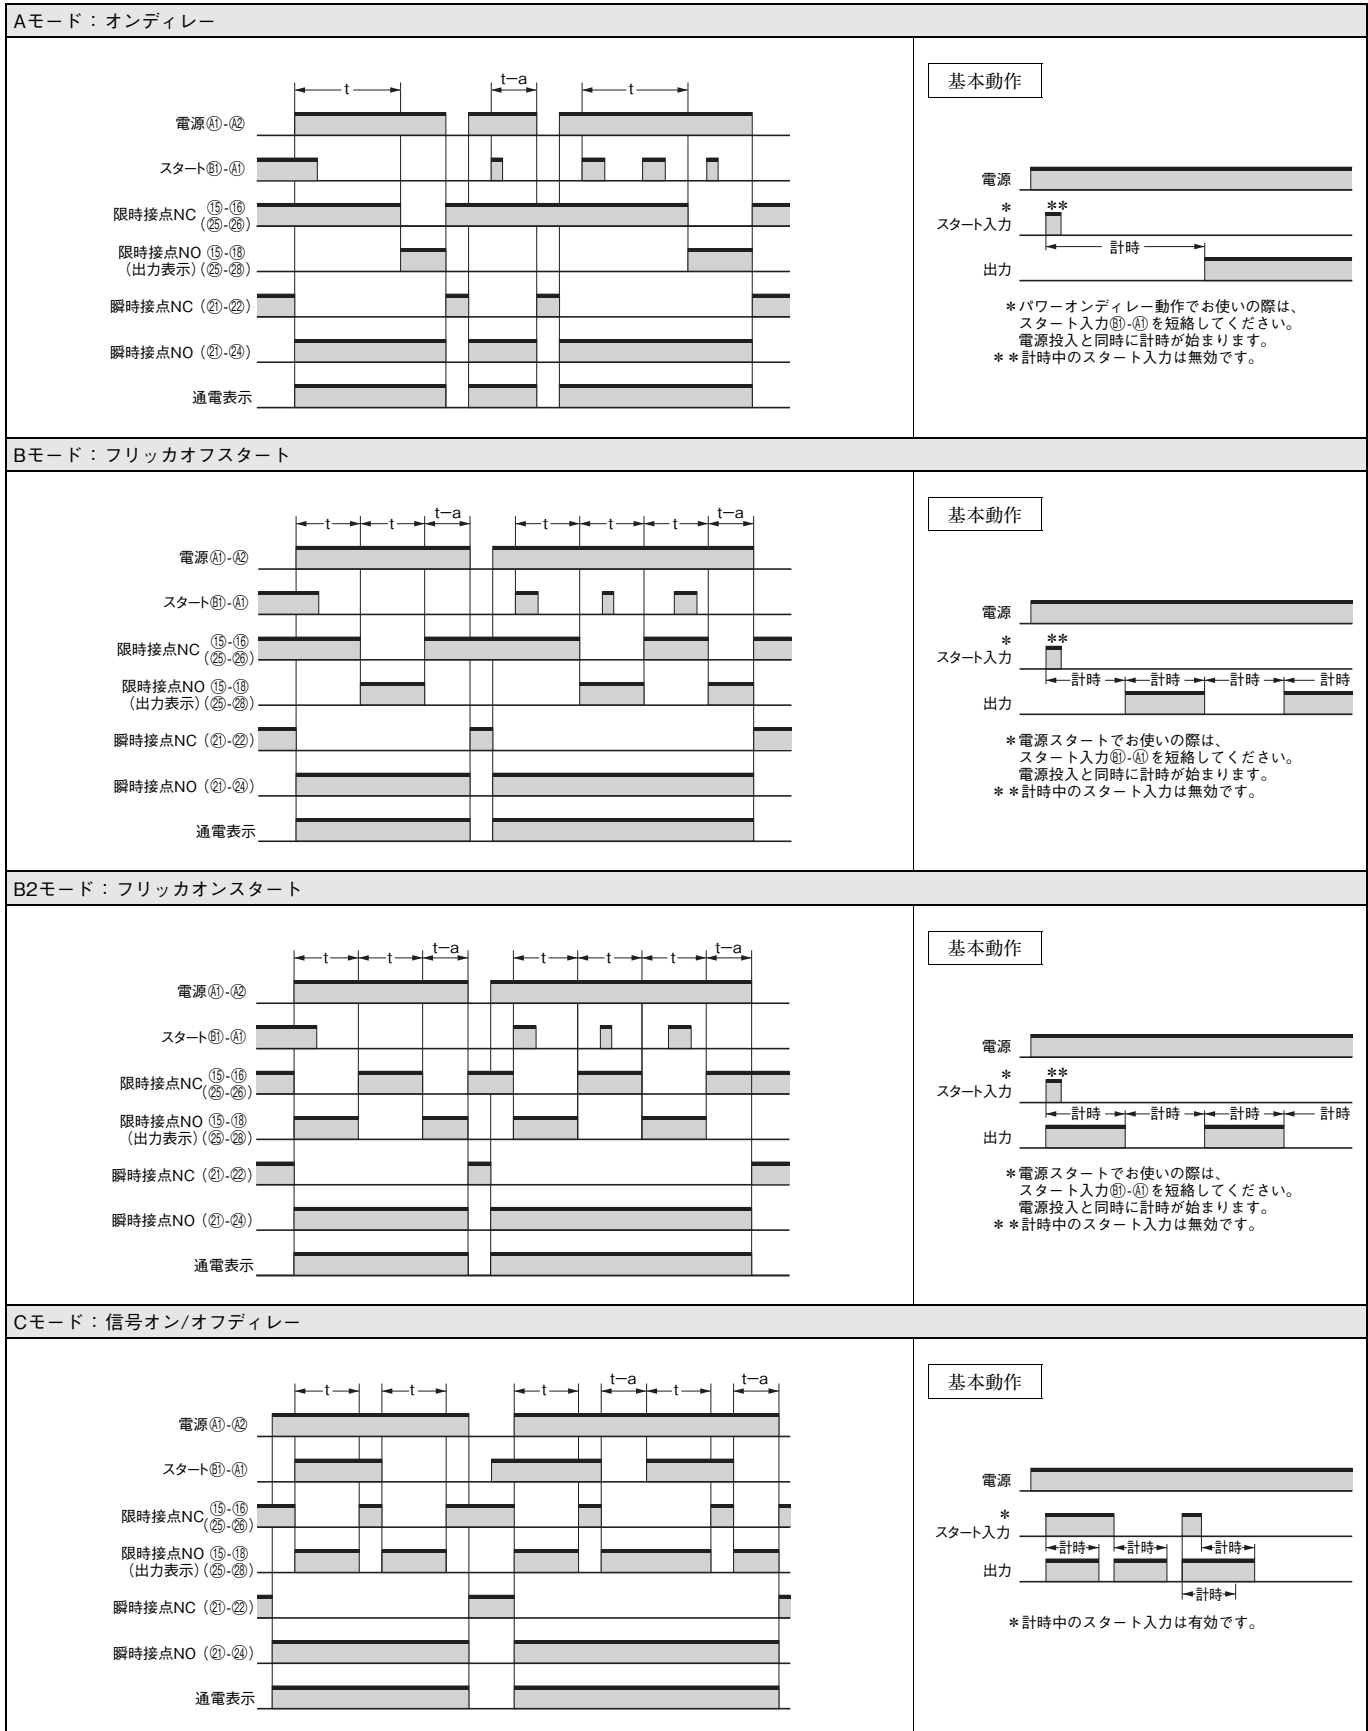 Aモード：オンディレー
t
t−a
t
電源Ⓐ1-Ⓐ2
スタートⒷ1-Ⓐ1
限時接点NC ⑮-⑯
(㉕-㉖)
限時接点NO ⑮-⑱
(出力表示)(㉕-㉘)
瞬時接点NC (㉑-㉒)
瞬時接点NO (㉑-㉔)
通電表示
基本動作
電源
*
**
スタート入力
計時
出力
*パワーオンディレー動作でお使いの際は、
スタート入力Ⓑ1-Ⓐ1を短絡してください。
電源投入と同時に計時が始まります。
**計時中のスタート入力は無効です。
Bモード：フリッカオフスタート
t t t−a t t t t−a
電源Ⓐ1-Ⓐ2
スタートⒷ1-Ⓐ1
限時接点NC ⑮-⑯
(㉕-㉖)
限時接点NO ⑮-⑱
(出力表示)(㉕-㉘)
瞬時接点NC (㉑-㉒)
瞬時接点NO (㉑-㉔)
通電表示
基本動作
電源
*
**
スタート入力
計時 計時 計時 計時
出力
*電源スタートでお使いの際は、
スタート入力Ⓑ1-Ⓐ1を短絡してください。
電源投入と同時に計時が始まります。
**計時中のスタート入力は無効です。
B2モード：フリッカオンスタート
t t t−a t t t t−a
電源Ⓐ1-Ⓐ2
スタートⒷ1-Ⓐ1
限時接点NC ⑮-⑯
(㉕-㉖)
限時接点NO ⑮-⑱
(出力表示)(㉕-㉘)
瞬時接点NC (㉑-㉒)
瞬時接点NO (㉑-㉔)
通電表示
基本動作
電源
*
**
スタート入力
計時 計時 計時 計時
出力
*電源スタートでお使いの際は、
スタート入力Ⓑ1-Ⓐ1を短絡してください。
電源投入と同時に計時が始まります。
**計時中のスタート入力は無効です。
Cモード：信号オン/オフディレー
t t t t−a t t−a
電源Ⓐ1-Ⓐ2
スタートⒷ1-Ⓐ1
限時接点NC ⑮-⑯
(㉕-㉖)
限時接点NO ⑮-⑱
(出力表示)(㉕-㉘)
瞬時接点NC (㉑-㉒)
瞬時接点NO (㉑-㉔)
通電表示
基本動作
電源
*
スタート入力
計時 計時 計時
出力
計時
*計時中のスタート入力は有効です。